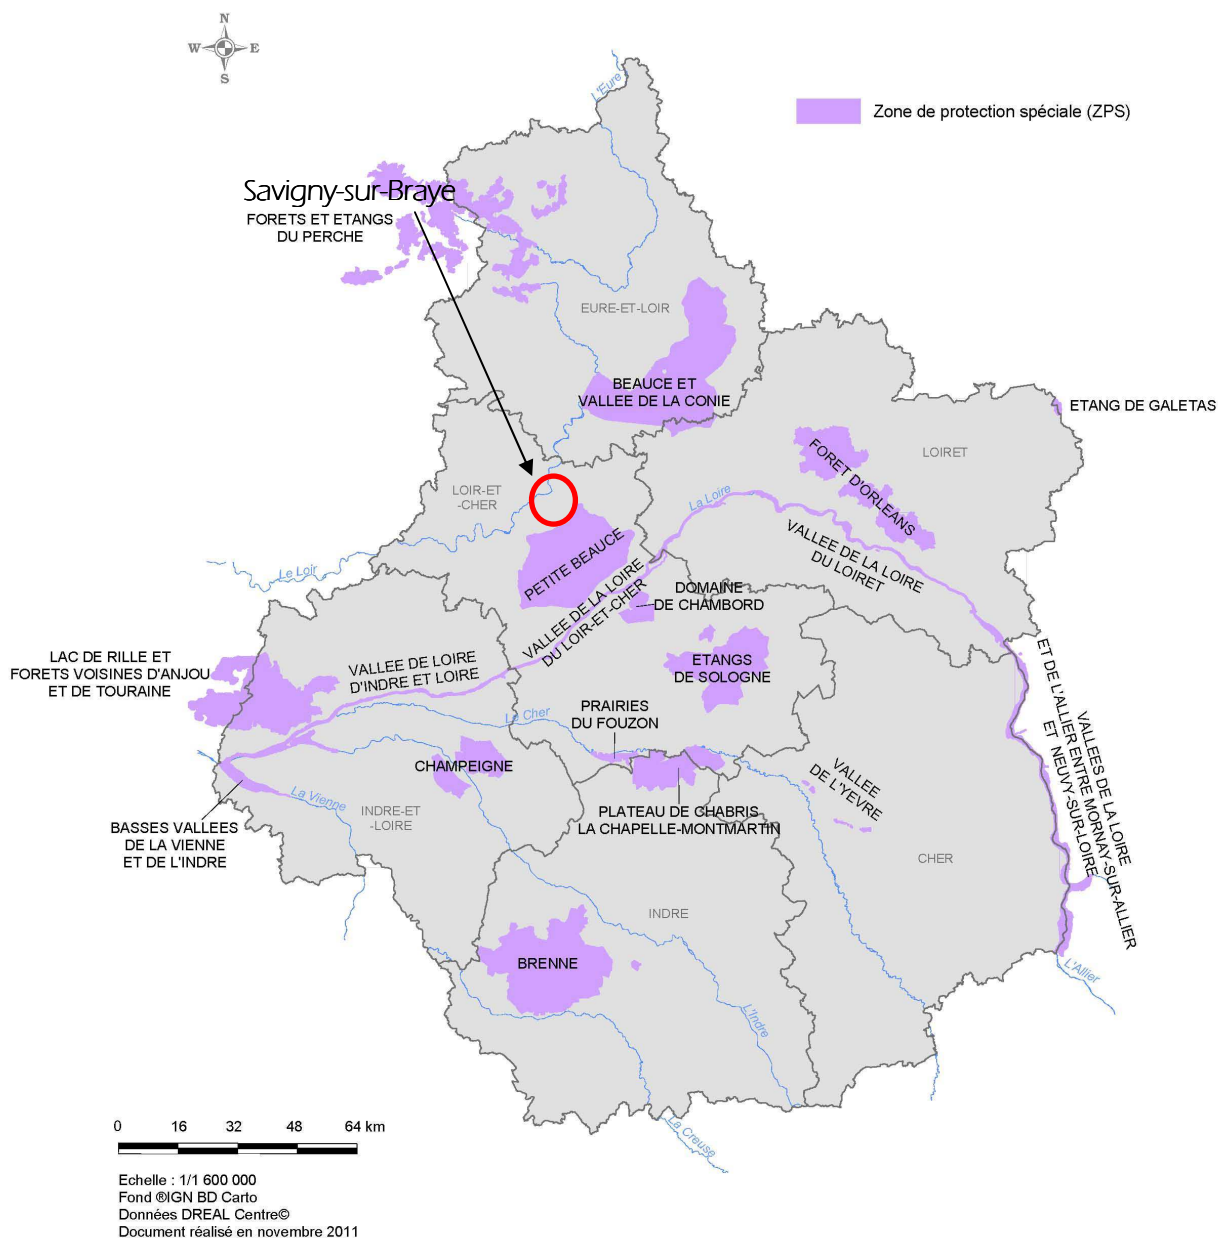 N
W E
S
L'Eure
Zone de protection spéciale (ZPS)
Savigny-sur-Braye
FORETS ET ETANGS
DU PERCHE
EURE-ET-LOIR
BEAUCE ET
VALLEE DE LA CONIE
ETANG DE GALETAS
LOIRET
FORET D'ORLEANS
LOIR-ET
-CHER
La Loire
VALLEE DE LA LOIRE
DU LOIRET
Le Loir
PETITE BEAUCE
VALLEE DE LA LOIRE
DU LOIR-ET-CHER
DOMAINE
DE CHAMBORD
LAC DE RILLE ET
FORETS VOISINES D'ANJOU
ET DE TOURAINE
VALLEE DE LOIRE
D'INDRE ET LOIRE
ETANGS
DE SOLOGNE
PRAIRIES
DU FOUZON
Le Cher
CHAMPEIGNE
VALLEE
DE L'YEVRE
VALLEES DE LA LOIRE
ET DE L'ALLIER ENTRE MORNAY-SUR-ALLIER
ET NEUVY-SUR-LOIRE
La Vienne
INDRE-ET
-LOIRE
PLATEAU DE CHABRIS
LA CHAPELLE-MONTMARTIN
BASSES VALLEES
DE LA VIENNE
ET DE L'INDRE
CHER
INDRE
BRENNE
L'Allier
L'Indre
La Creuse
0 16 32 48 64 km
Echelle : 1/1 600 000
Fond ®IGN BD Carto
Données DREAL Centre©
Document réalisé en novembre 2011